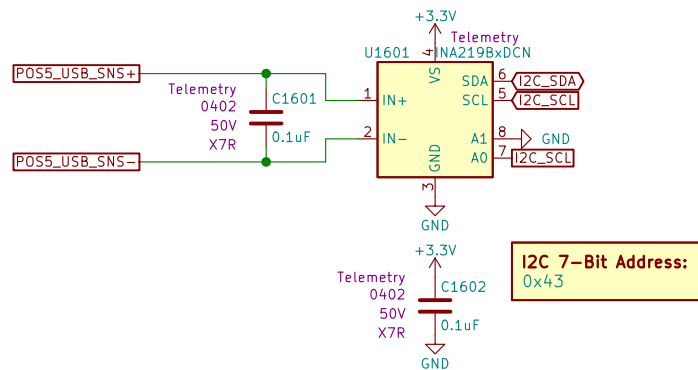 +3.3V
Telemetry
U1601
INA219BxDCN
4
VS
POS5_USB_SNS+
Telemetry
0402
50V
X7R
C1601
0.1uF
1
IN+
2
IN-
SDA
6
I2C_SDA
SCL
5
I2C_SCL
A1
8
GND
A0
7
I2C_SCL
POS5_USB_SNS-
GND
3
GND
+3.3V
Telemetry
0402
50V
X7R
C1602
0.1uF
GND
I2C 7-Bit Address:
0x43